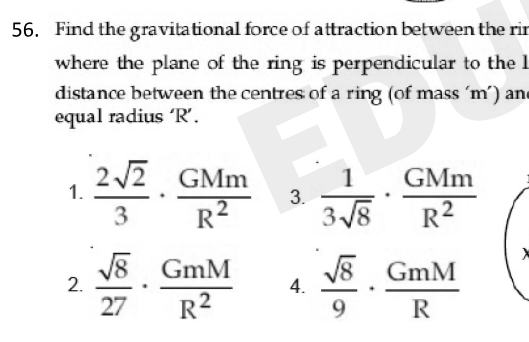 56. Find the gravitational force of attraction between the
where the plane of the ring is perpendicular to the
distance between the centres of a ring (of mass ‘m’)
equal radius ‘R’.
1. 2√2/3 · GMm/R² 3. 1/3√8 · GMm/R²
2. √8/27 · GmM/R² 4. √8/9 · GmM/R
EDU